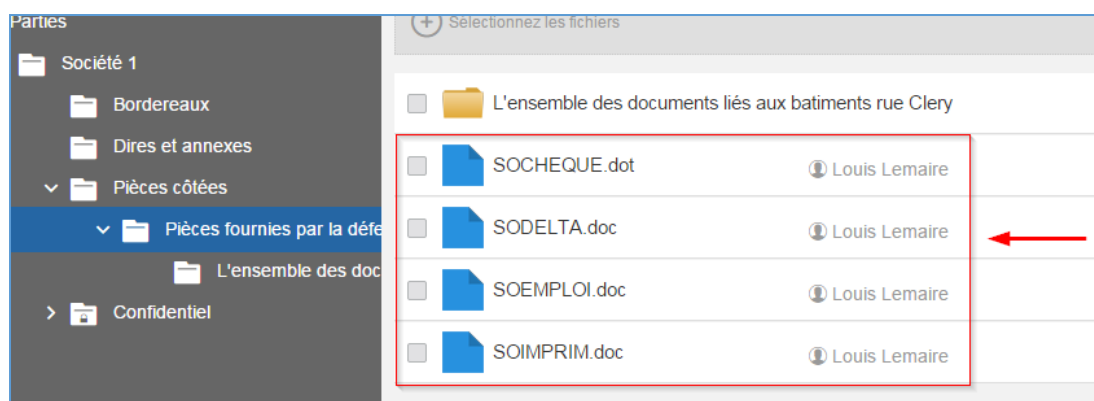 Parties
Société 1
Bordereaux
Dires et annexes
Pièces côtées
Pièces fournies par la défe
L'ensemble des doc
Confidentiel
Sélectionnez les fichiers
L'ensemble des documents liés aux batiments rue Clery
SOCHEQUE.dot Louis Lemaire
SODELTA.doc Louis Lemaire
SOEMPLOI.doc Louis Lemaire
SOIMPRIM.doc Louis Lemaire